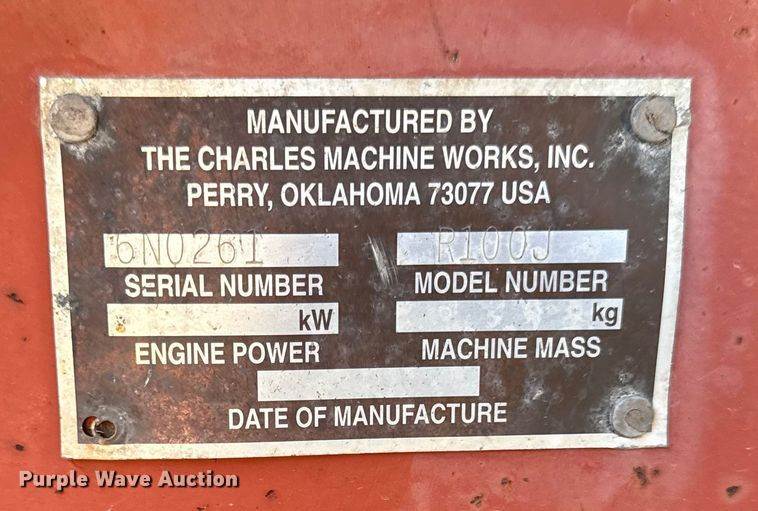 MANUFACTURED BY
THE CHARLES MACHINE WORKS, INC.
PERRY, OKLAHOMA 73077 USA
6N0261 R100J
SERIAL NUMBER MODEL NUMBER
kW kg
ENGINE POWER MACHINE MASS
DATE OF MANUFACTURE
Purple Wave Auction